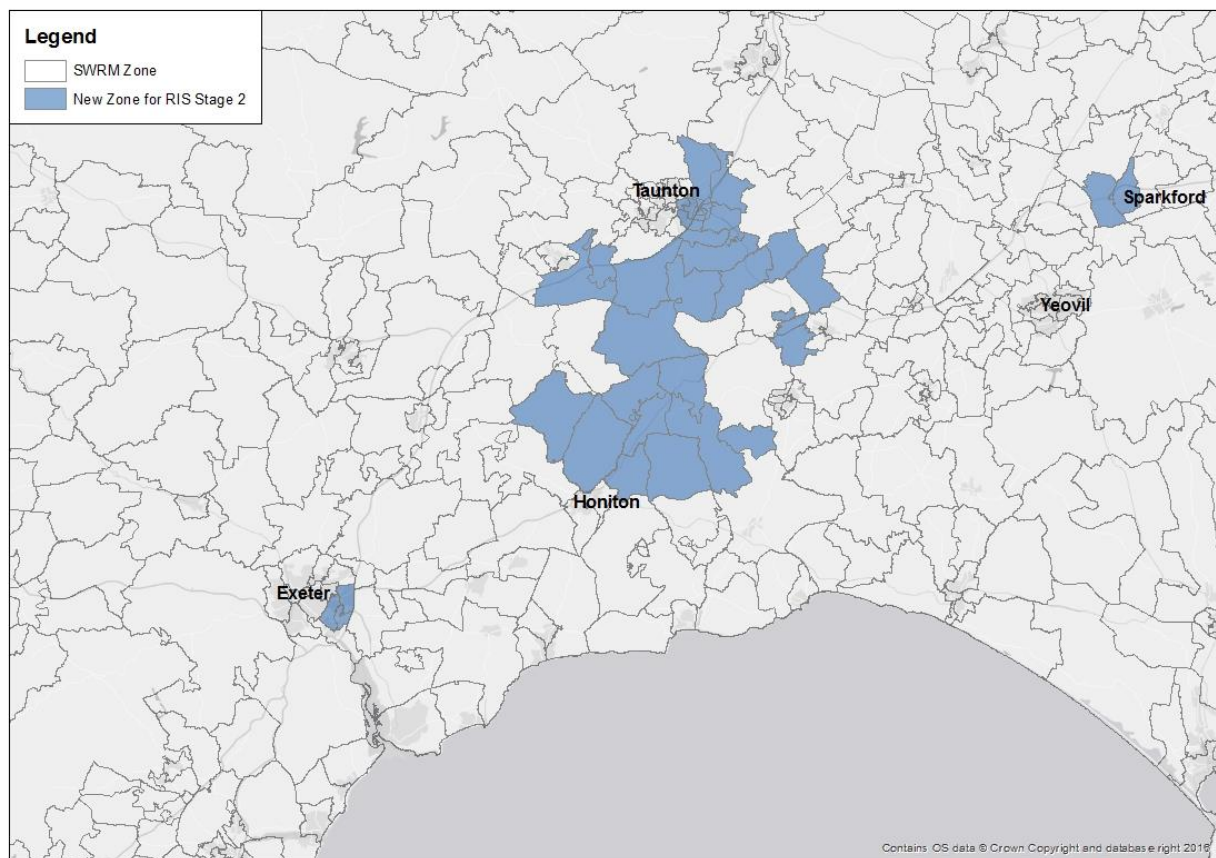 Legend
SWRM Zone
New Zone for RIS Stage 2
Taunton
Sparkford
Yeovil
Honiton
Exeter
Contains OS data © Crown Copyright and database right 2016